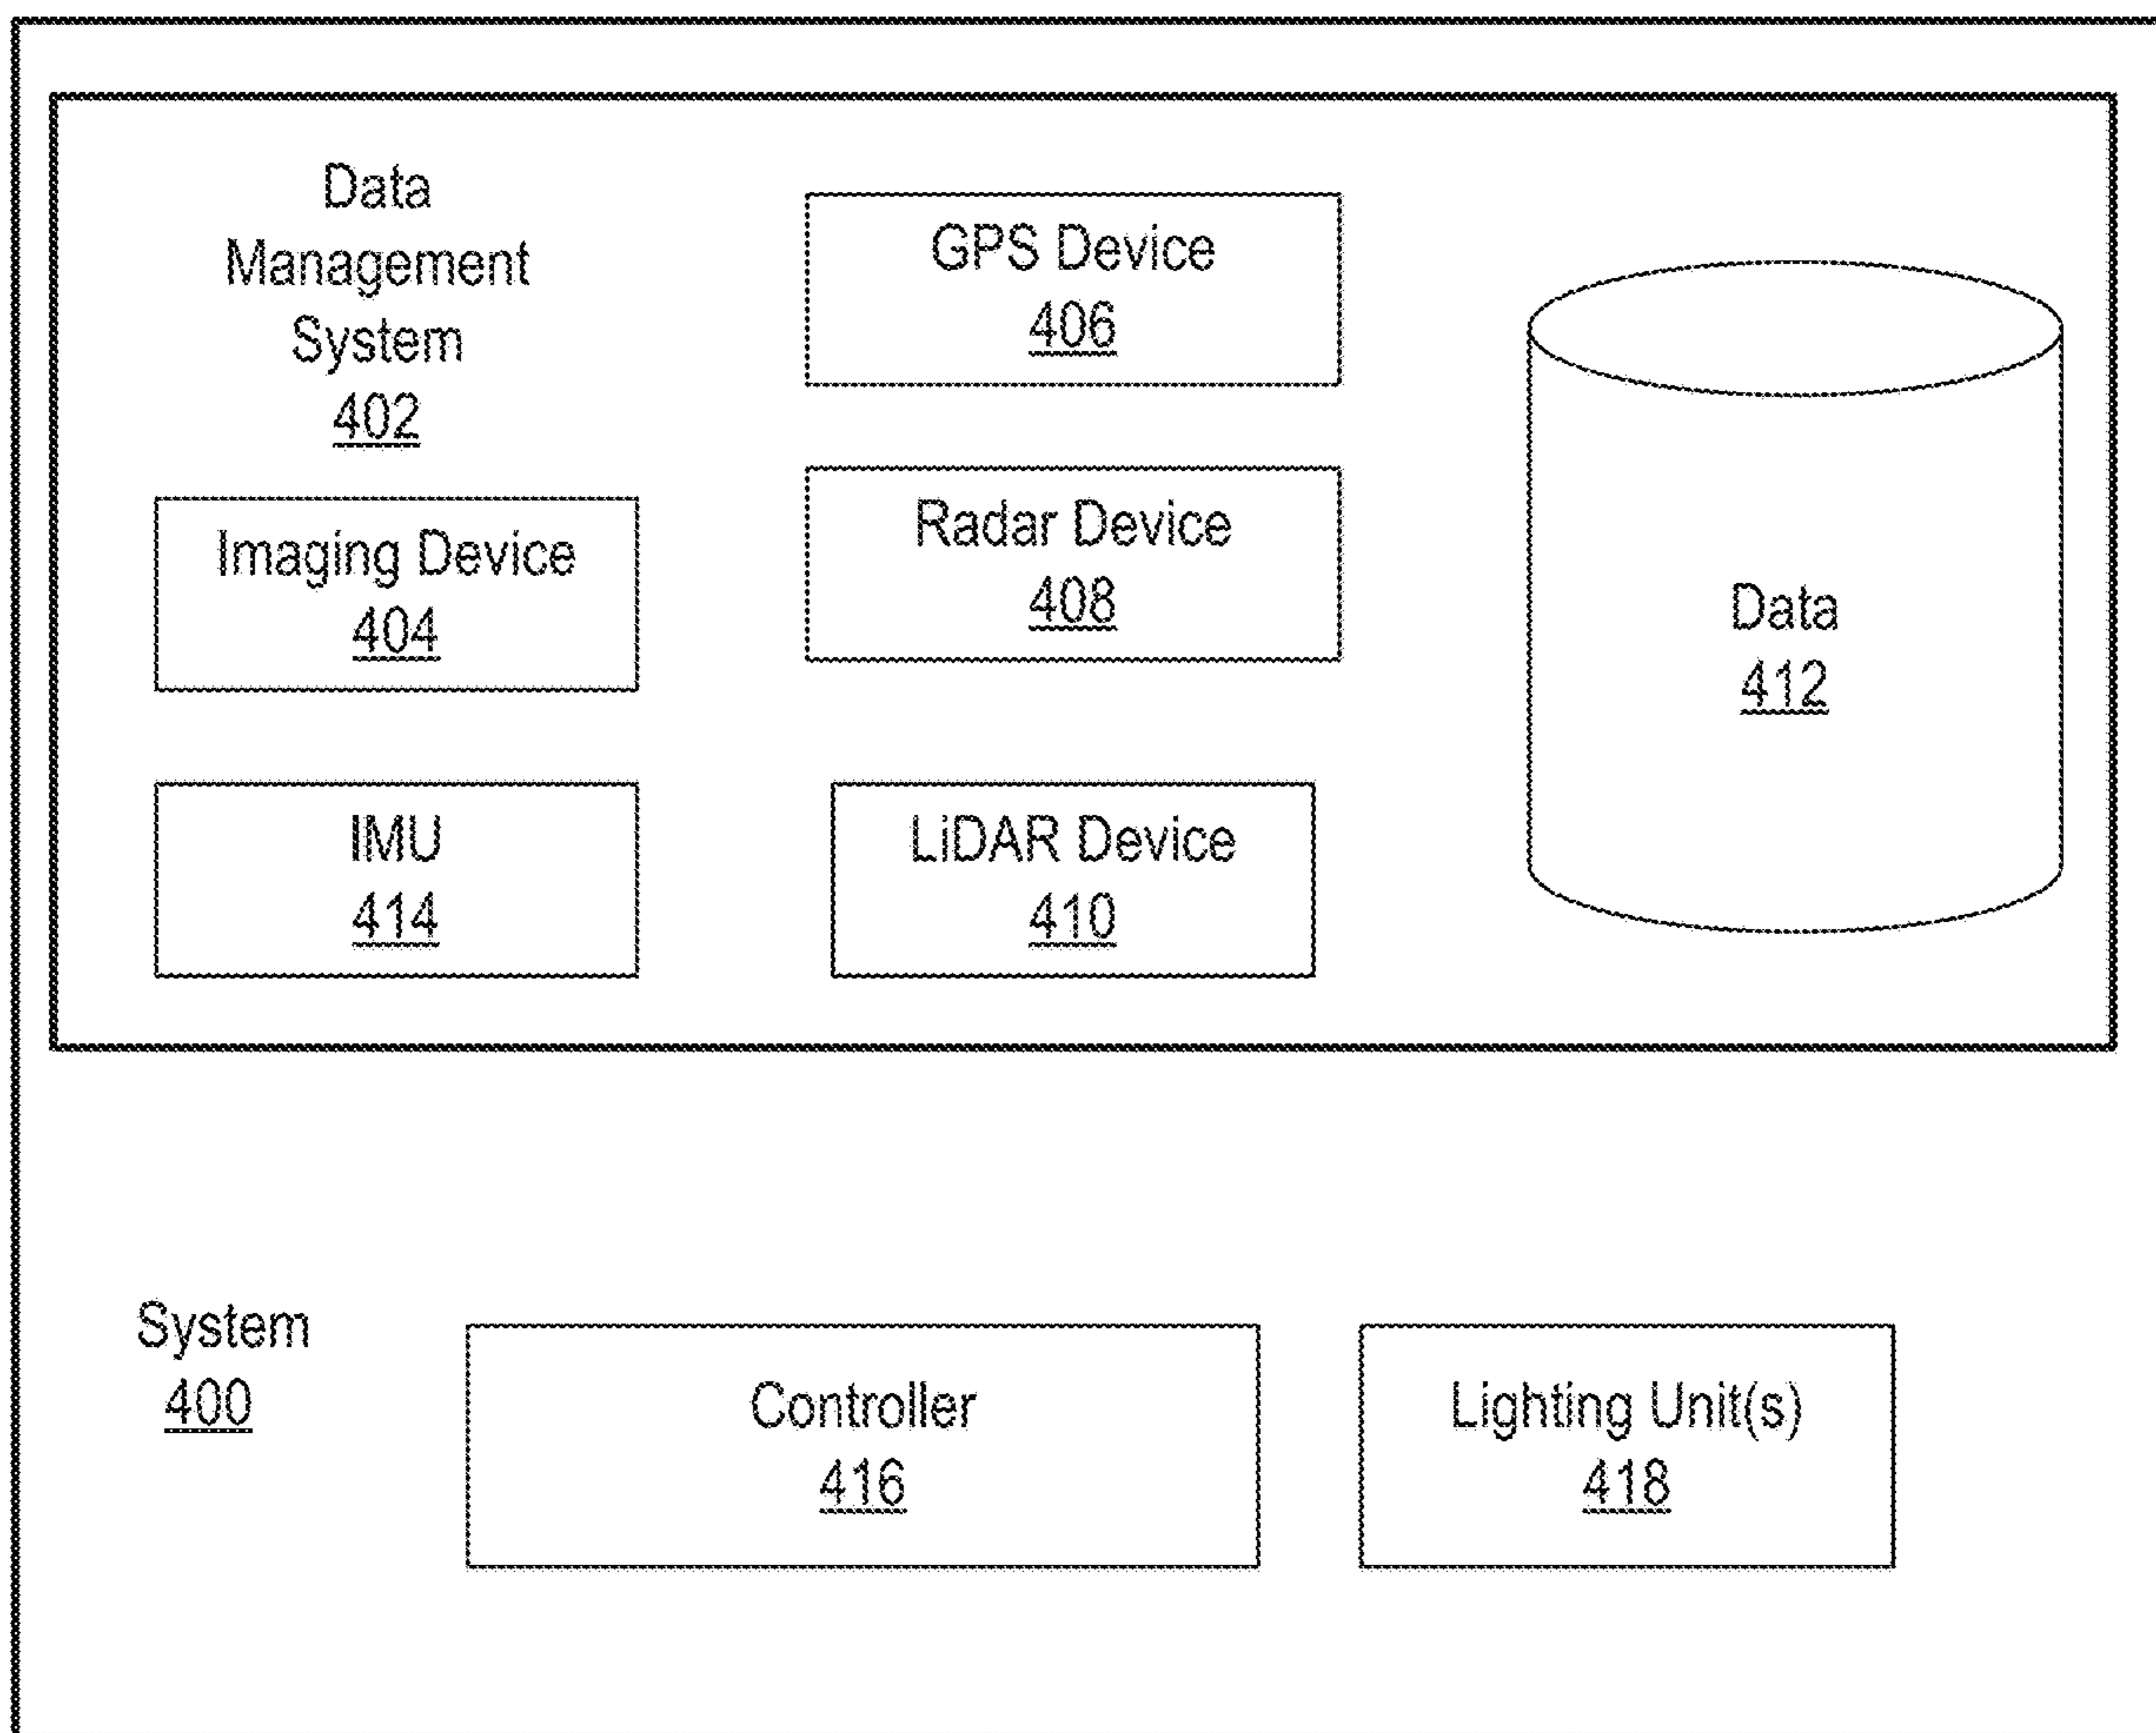 Data
Management
System
402
GPS Device
406
Imaging Device
404
Radar Device
408
Data
412
IMU
414
LiDAR Device
410
System
400
Controller
416
Lighting Unit(s)
418